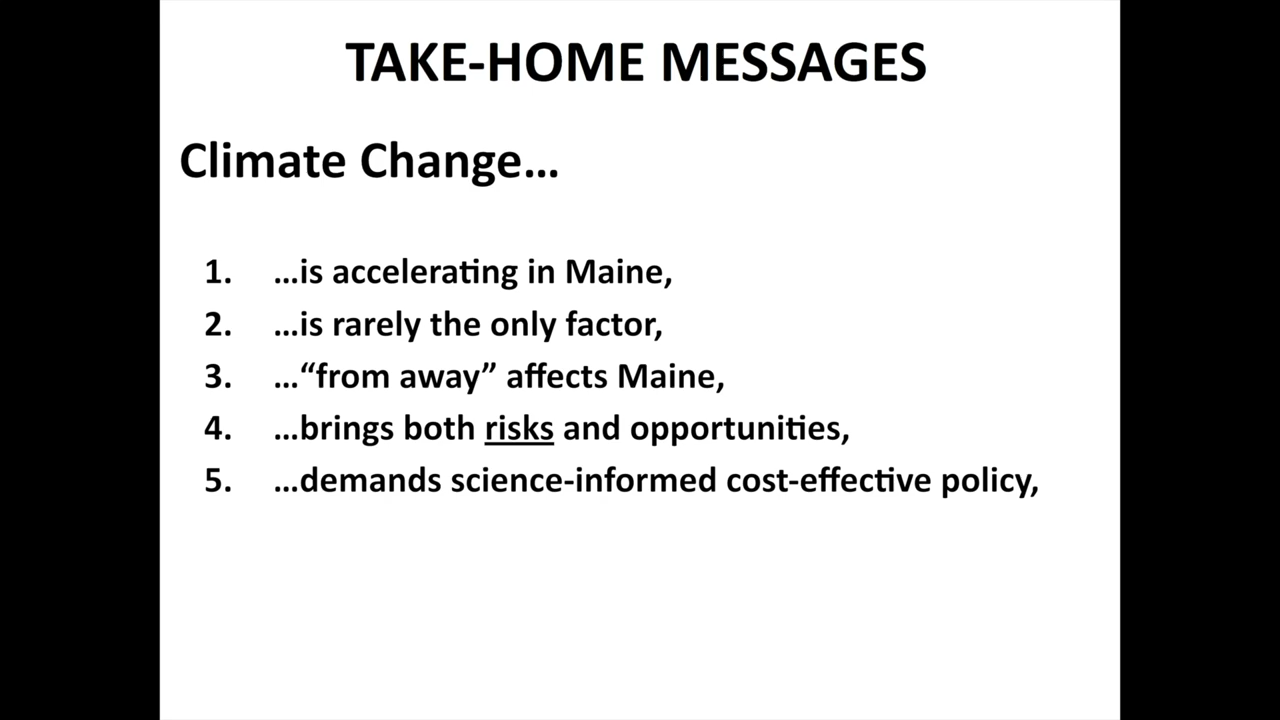 TAKE-HOME MESSAGES
Climate Change…
1. …is accelerating in Maine,
2. …is rarely the only factor,
3. …“from away” affects Maine,
4. …brings both risks and opportunities,
5. …demands science-informed cost-effective policy,